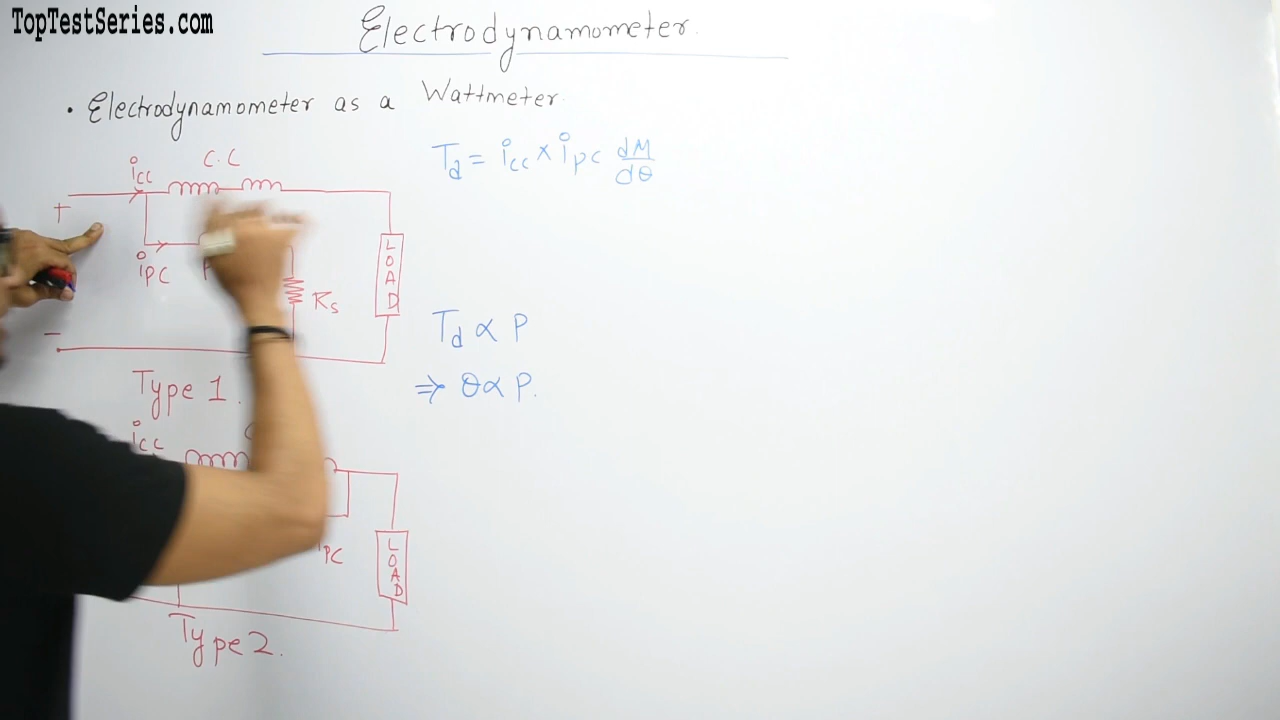 TopTestSeries.com
Electrodynamometer.
• Electrodynamometer as a Wattmeter.
icc
C.C
Td = icc × ipc dM/dθ
+
ipc
Rs
LOAD
−
Td ∝ P
Type 1.
⇒ θ ∝ P.
icc
ipc
LOAD
Type 2.